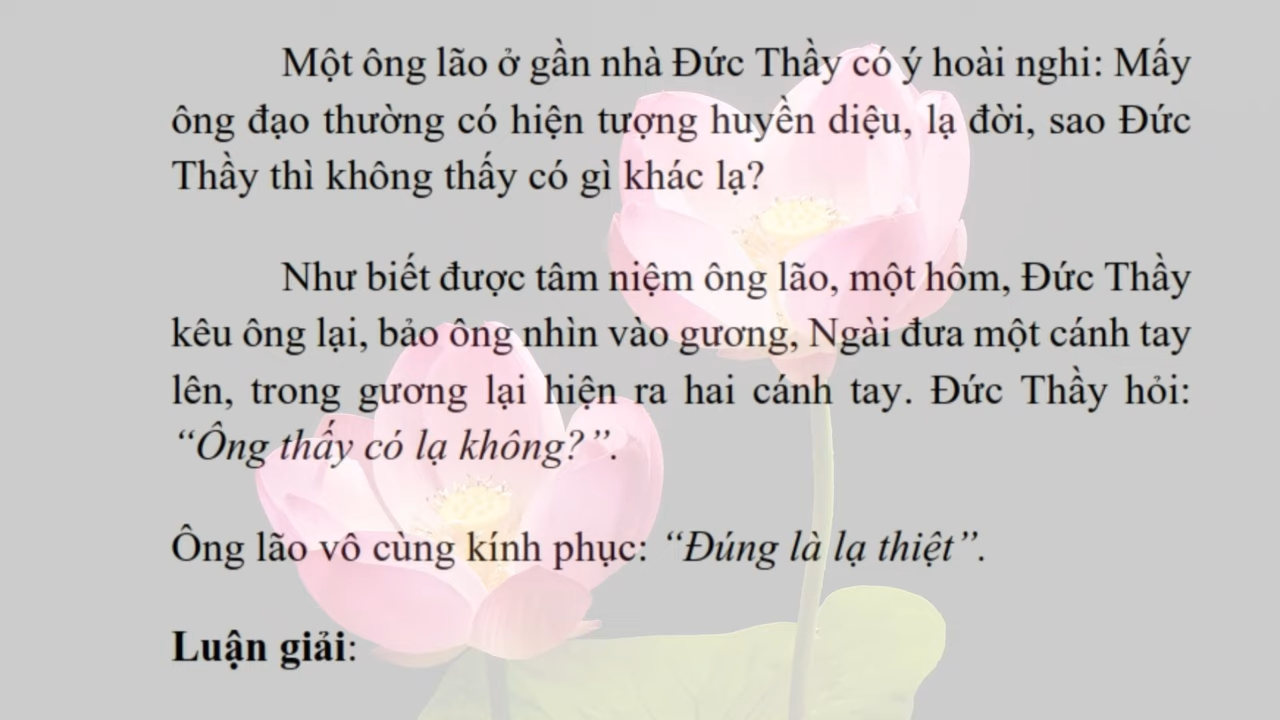 Một ông lão ở gần nhà Đức Thầy có ý hoài nghi: Mấy
ông đạo thường có hiện tượng huyền diệu, lạ đời, sao Đức
Thầy thì không thấy có gì khác lạ?
Như biết được tâm niệm ông lão, một hôm, Đức Thầy
kêu ông lại, bảo ông nhìn vào gương, Ngài đưa một cánh tay
lên, trong gương lại hiện ra hai cánh tay. Đức Thầy hỏi:
“Ông thấy có lạ không?”.
Ông lão vô cùng kính phục: “Đúng là lạ thiệt”.
Luận giải: